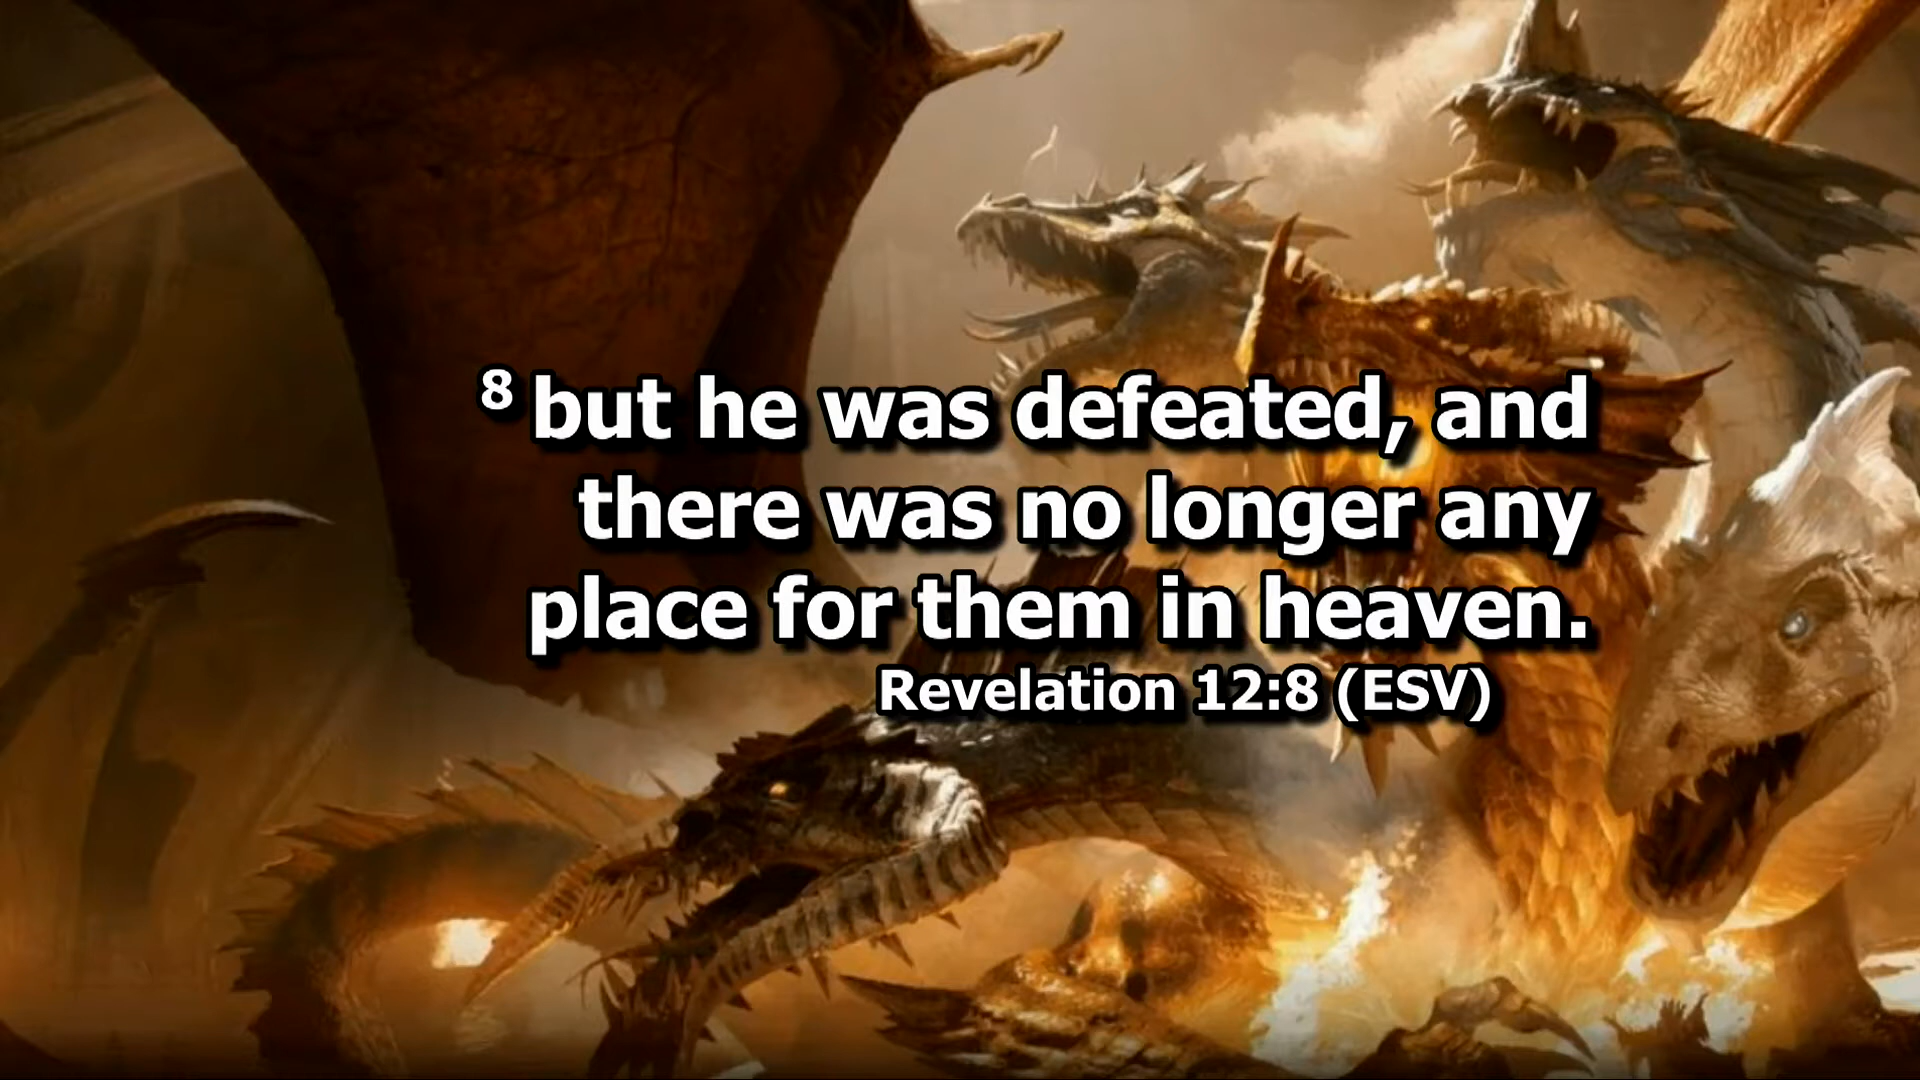 8 but he was defeated, and
there was no longer any
place for them in heaven.
Revelation 12:8 (ESV)